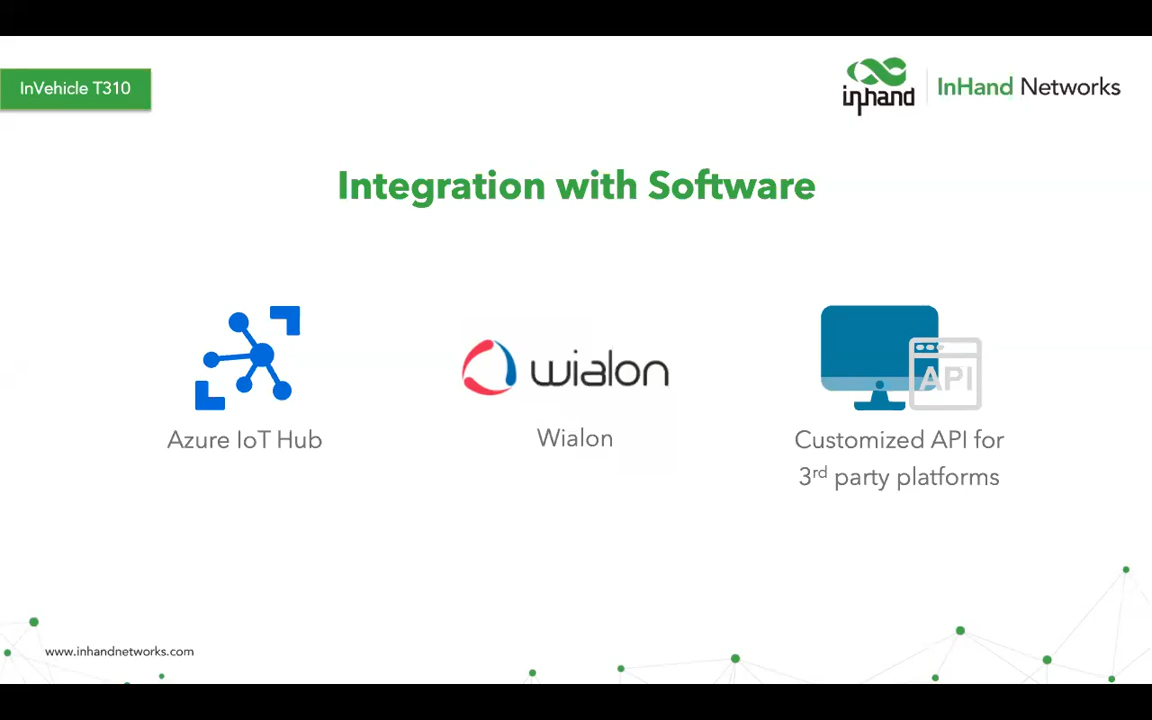 InVehicle T310
inhand
InHand Networks
Integration with Software
wialon
API
Azure IoT Hub
Wialon
Customized API for
3rd party platforms
www.inhandnetworks.com